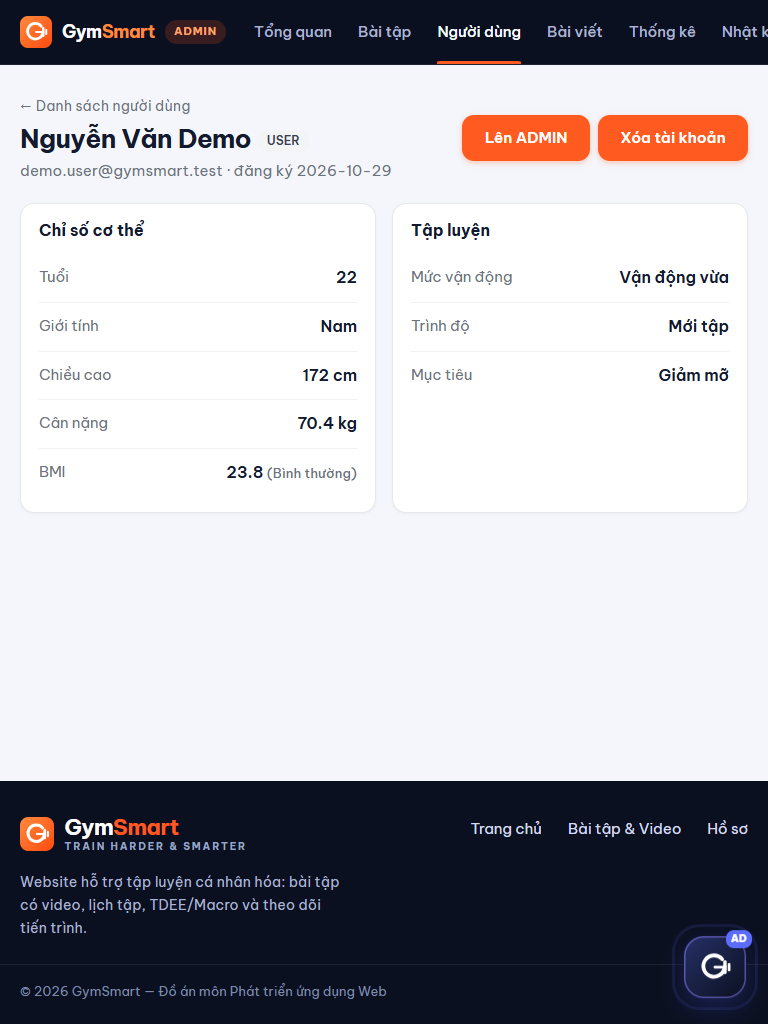 GymSmart ADMIN Tổng quan Bài tập Người dùng Bài viết Thống kê Nhật k
← Danh sách người dùng
Nguyễn Văn Demo USER
demo.user@gymsmart.test · đăng ký 2026-10-29
Lên ADMIN Xóa tài khoản
Chỉ số cơ thể
Tuổi 22
Giới tính Nam
Chiều cao 172 cm
Cân nặng 70.4 kg
BMI 23.8 (Bình thường)
Tập luyện
Mức vận động Vận động vừa
Trình độ Mới tập
Mục tiêu Giảm mỡ
GymSmart
TRAIN HARDER & SMARTER
Website hỗ trợ tập luyện cá nhân hóa: bài tập
có video, lịch tập, TDEE/Macro và theo dõi
tiến trình.
Trang chủ Bài tập & Video Hồ sơ
AD
© 2026 GymSmart — Đồ án môn Phát triển ứng dụng Web